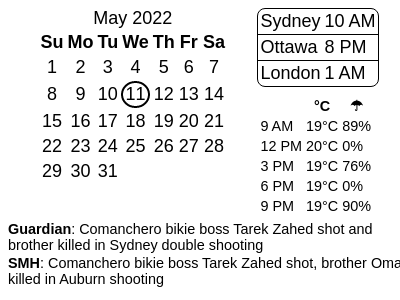 May 2022
Su Mo Tu We Th Fr Sa
1 2 3 4 5 6 7
8 9 10 11 12 13 14
15 16 17 18 19 20 21
22 23 24 25 26 27 28
29 30 31
Sydney 10 AM
Ottawa 8 PM
London 1 AM
°C ☂
9 AM 19°C 89%
12 PM 20°C 0%
3 PM 19°C 76%
6 PM 19°C 0%
9 PM 19°C 90%
Guardian: Comanchero bikie boss Tarek Zahed shot and
brother killed in Sydney double shooting
SMH: Comanchero bikie boss Tarek Zahed shot, brother Oma
killed in Auburn shooting